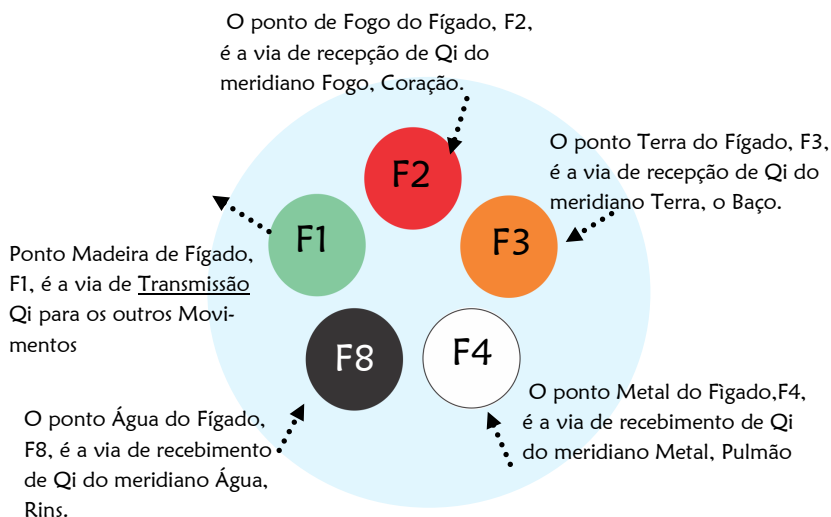 O ponto de Fogo do Fígado, F2,
é a via de recepção de Qi do
meridiano Fogo, Coração.
F2
O ponto Terra do Fígado, F3,
é a via de recepção de Qi do
meridiano Terra, o Baço.
F1
F3
Ponto Madeira de Fígado,
F1, é a via de Transmissão
Qi para os outros Movi-
mentos
F8
F4
O ponto Metal do Fìgado,F4,
é a via de recebimento de Qi
do meridiano Metal, Pulmão
O ponto Água do Fígado,
F8, é a via de recebimento
de Qi do meridiano Água,
Rins.